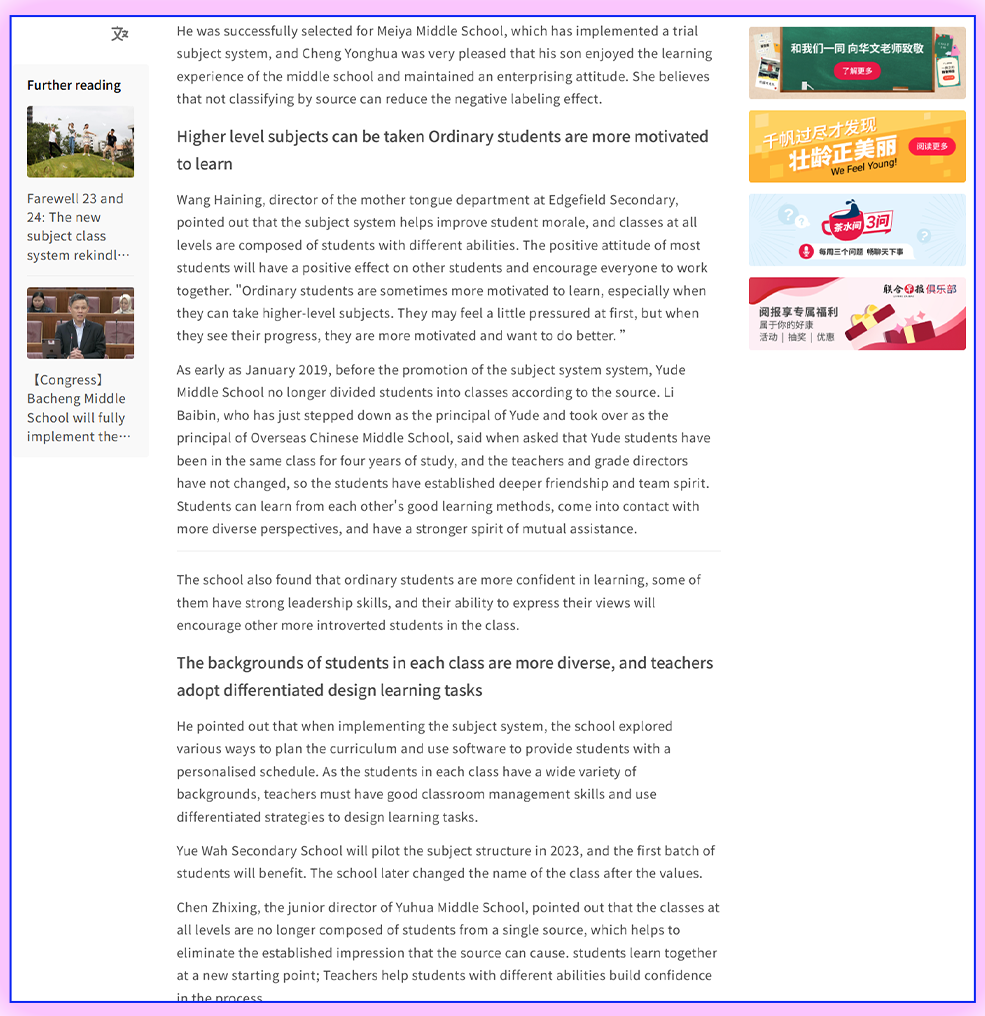 Further reading
Farewell 23 and
24: The new
subject class
system rekindl···
【Congress】
Bacheng Middle
School will fully
implement the···
He was successfully selected for Meiya Middle School, which has implemented a trial
subject system, and Cheng Yonghua was very pleased that his son enjoyed the learning
experience of the middle school and maintained an enterprising attitude. She believes
that not classifying by source can reduce the negative labeling effect.
Higher level subjects can be taken Ordinary students are more motivated
to learn
Wang Haining, director of the mother tongue department at Edgefield Secondary,
pointed out that the subject system helps improve student morale, and classes at all
levels are composed of students with different abilities. The positive attitude of most
students will have a positive effect on other students and encourage everyone to work
together. "Ordinary students are sometimes more motivated to learn, especially when
they can take higher-level subjects. They may feel a little pressured at first, but when
they see their progress, they are more motivated and want to do better. ”
As early as January 2019, before the promotion of the subject system system, Yude
Middle School no longer divided students into classes according to the source. Li
Baibin, who has just stepped down as the principal of Yude and took over as the
principal of Overseas Chinese Middle School, said when asked that Yude students have
been in the same class for four years of study, and the teachers and grade directors
have not changed, so the students have established deeper friendship and team spirit.
Students can learn from each other's good learning methods, come into contact with
more diverse perspectives, and have a stronger spirit of mutual assistance.
The school also found that ordinary students are more confident in learning, some of
them have strong leadership skills, and their ability to express their views will
encourage other more introverted students in the class.
The backgrounds of students in each class are more diverse, and teachers
adopt differentiated design learning tasks
He pointed out that when implementing the subject system, the school explored
various ways to plan the curriculum and use software to provide students with a
personalised schedule. As the students in each class have a wide variety of
backgrounds, teachers must have good classroom management skills and use
differentiated strategies to design learning tasks.
Yue Wah Secondary School will pilot the subject structure in 2023, and the first batch of
students will benefit. The school later changed the name of the class after the values.
Chen Zhixing, the junior director of Yuhua Middle School, pointed out that the classes at
all levels are no longer composed of students from a single source, which helps to
eliminate the established impression that the source can cause. students learn together
at a new starting point; Teachers help students with different abilities build confidence
in the process.
和我们一同 向华文老师致敬
了解更多
千帆过尽才发现
壮龄正美丽
We Feel Young!
阅读更多
茶水间3问
每周三个问题 畅聊天下事
联合早报俱乐部
阅报享专属福利
属于你的好康
活动 | 抽奖 | 优惠